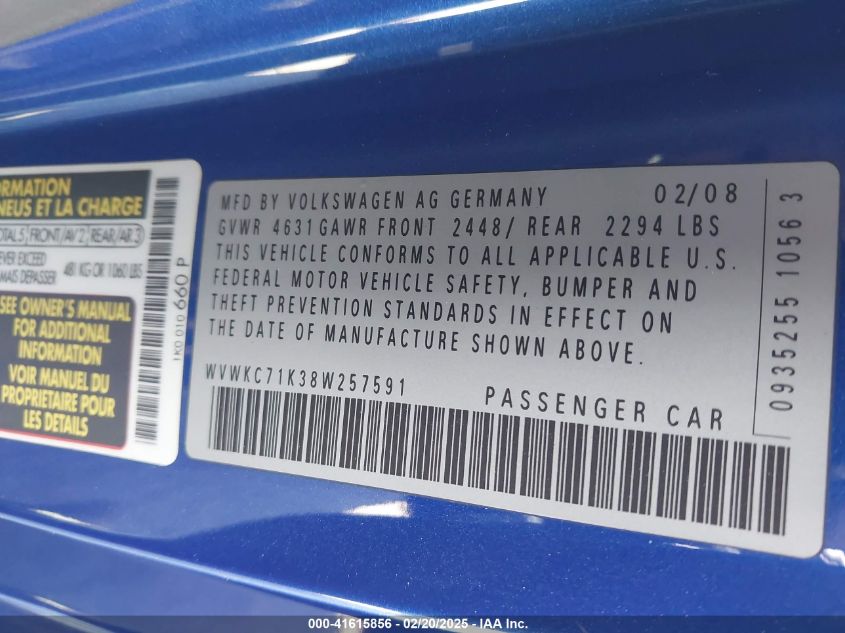 ORMATION
NEUS ET LA CHARGE
TOTAL 5 FRONT/AV 2 REAR/AR 3
EVER EXCEED
AMAIS DEPASSER 481 KG OR 1060 LBS
SEE OWNER'S MANUAL
FOR ADDITIONAL
INFORMATION
VOIR MANUEL DU
PROPRIETAIRE POUR
LES DETAILS
1K0 010 660 P
MFD BY VOLKSWAGEN AG GERMANY 02/08
GVWR 4631 GAWR FRONT 2448/ REAR 2294 LBS
THIS VEHICLE CONFORMS TO ALL APPLICABLE U.S.
FEDERAL MOTOR VEHICLE SAFETY, BUMPER AND
THEFT PREVENTION STANDARDS IN EFFECT ON
THE DATE OF MANUFACTURE SHOWN ABOVE.
WVWKC71K38W257591 PASSENGER CAR
0935255 1056 3
000-41615856 - 02/20/2025 - IAA Inc.